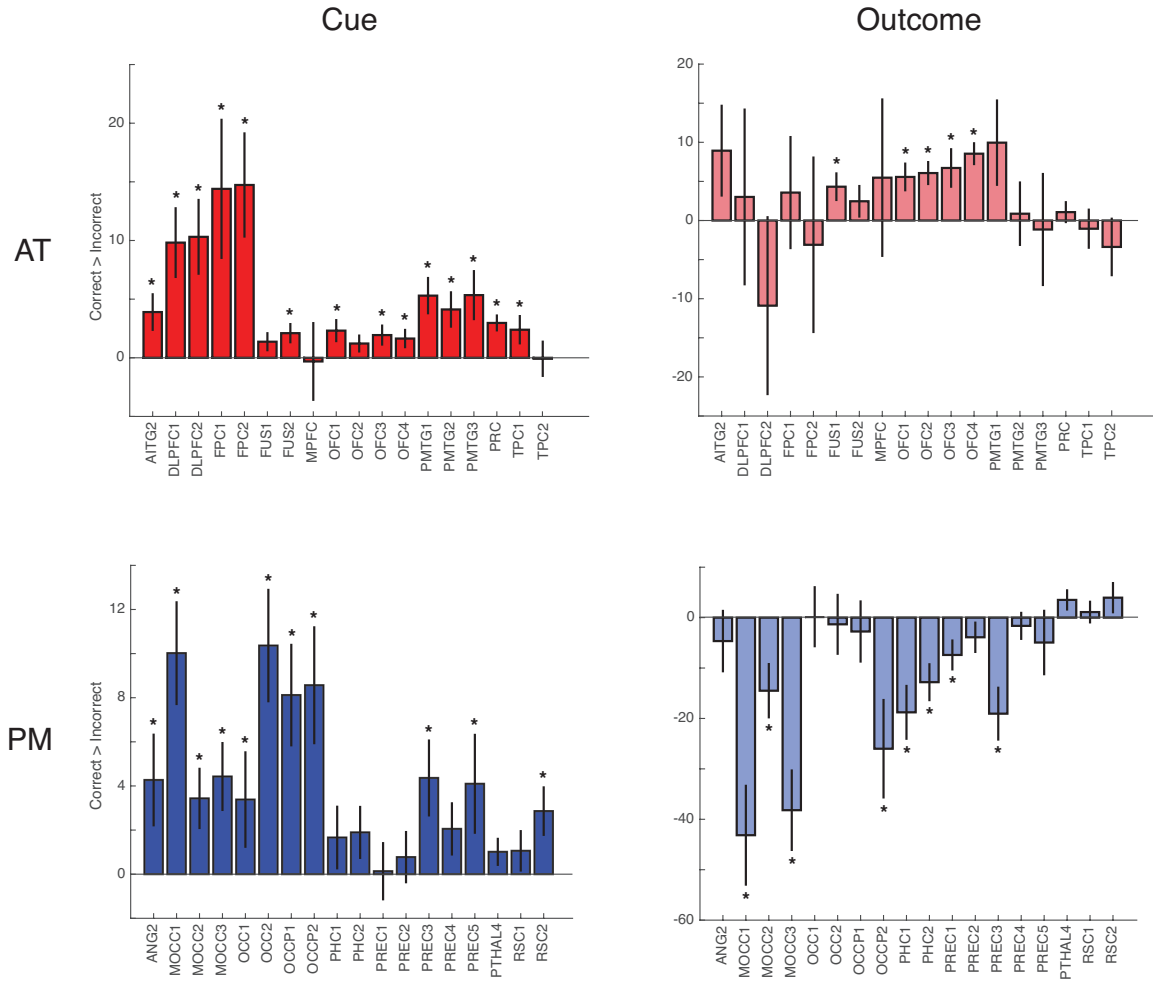 Cue
Outcome
AT
Correct > Incorrect
20
10
0
* * * * * * * * * * * * * *
AITG2 DLPFC1 DLPFC2 FPC1 FPC2 FUS1 FUS2 MPFC OFC1 OFC2 OFC3 OFC4 PMTG1 PMTG2 PMTG3 PRC TPC1 TPC2
20
10
0
-10
-20
* * * * *
AITG2 DLPFC1 DLPFC2 FPC1 FPC2 FUS1 FUS2 MPFC OFC1 OFC2 OFC3 OFC4 PMTG1 PMTG2 PMTG3 PRC TPC1 TPC2
PM
Correct > Incorrect
12
8
4
0
* * * * * * * * * * *
ANG2 MOCC1 MOCC2 MOCC3 OCC1 OCC2 OCCP1 OCCP2 PHC1 PHC2 PREC1 PREC2 PREC3 PREC4 PREC5 PTHAL4 RSC1 RSC2
0
-20
-40
-60
* * * * * * * *
ANG2 MOCC1 MOCC2 MOCC3 OCC1 OCC2 OCCP1 OCCP2 PHC1 PHC2 PREC1 PREC2 PREC3 PREC4 PREC5 PTHAL4 RSC1 RSC2